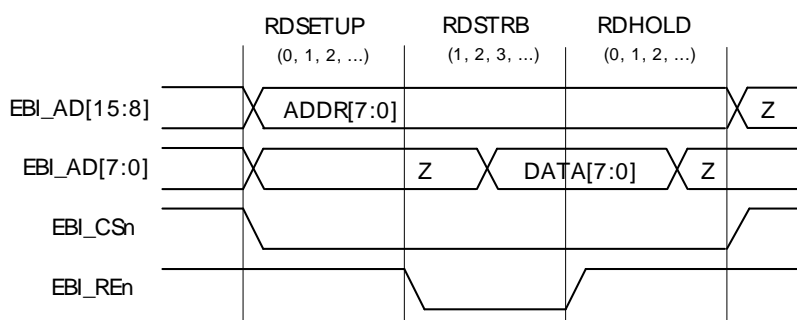 RDSETUP RDSTRB RDHOLD
(0, 1, 2, ...) (1, 2, 3, ...) (0, 1, 2, ...)
EBI_AD[15:8] ADDR[7:0] Z
EBI_AD[7:0] Z DATA[7:0] Z
EBI_CSn
EBI_REn